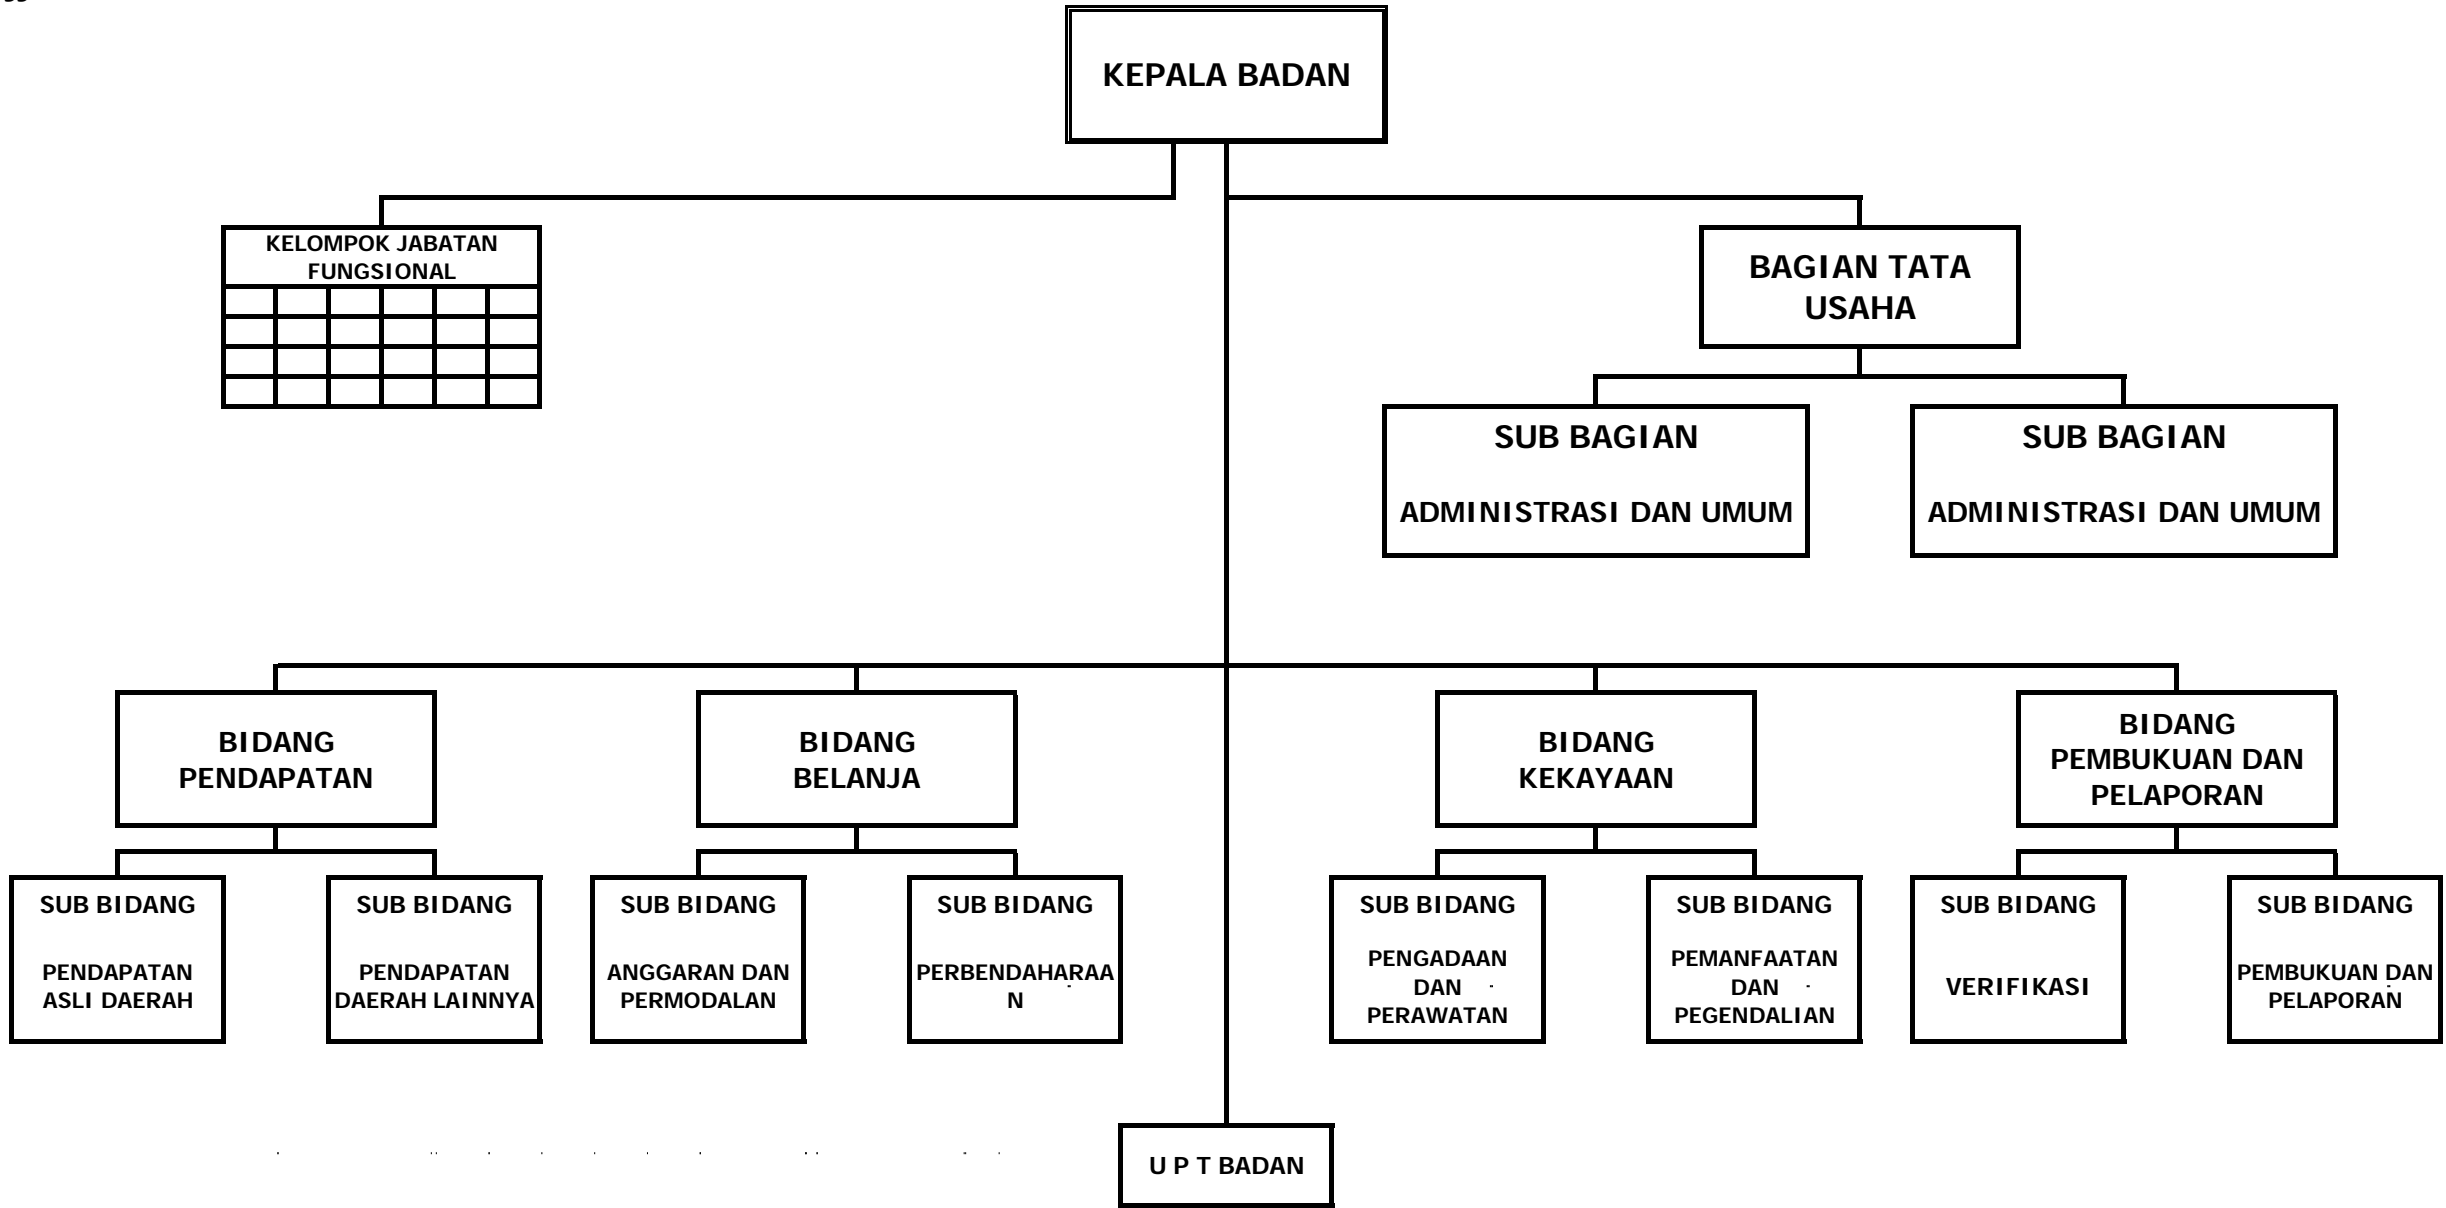 KEPALA BADAN
KELOMPOK JABATAN
FUNGSIONAL
BAGIAN TATA
USAHA
SUB BAGIAN
ADMINISTRASI DAN UMUM
SUB BAGIAN
ADMINISTRASI DAN UMUM
BIDANG
PENDAPATAN
BIDANG
BELANJA
BIDANG
KEKAYAAN
BIDANG
PEMBUKUAN DAN
PELAPORAN
SUB BIDANG
PENDAPATAN
ASLI DAERAH
SUB BIDANG
PENDAPATAN
DAERAH LAINNYA
SUB BIDANG
ANGGARAN DAN
PERMODALAN
SUB BIDANG
PERBENDAHARAA
N
SUB BIDANG
PENGADAAN
DAN
PERAWATAN
SUB BIDANG
PEMANFAATAN
DAN
PEGENDALIAN
SUB BIDANG
VERIFIKASI
SUB BIDANG
PEMBUKUAN DAN
PELAPORAN
U P T BADAN